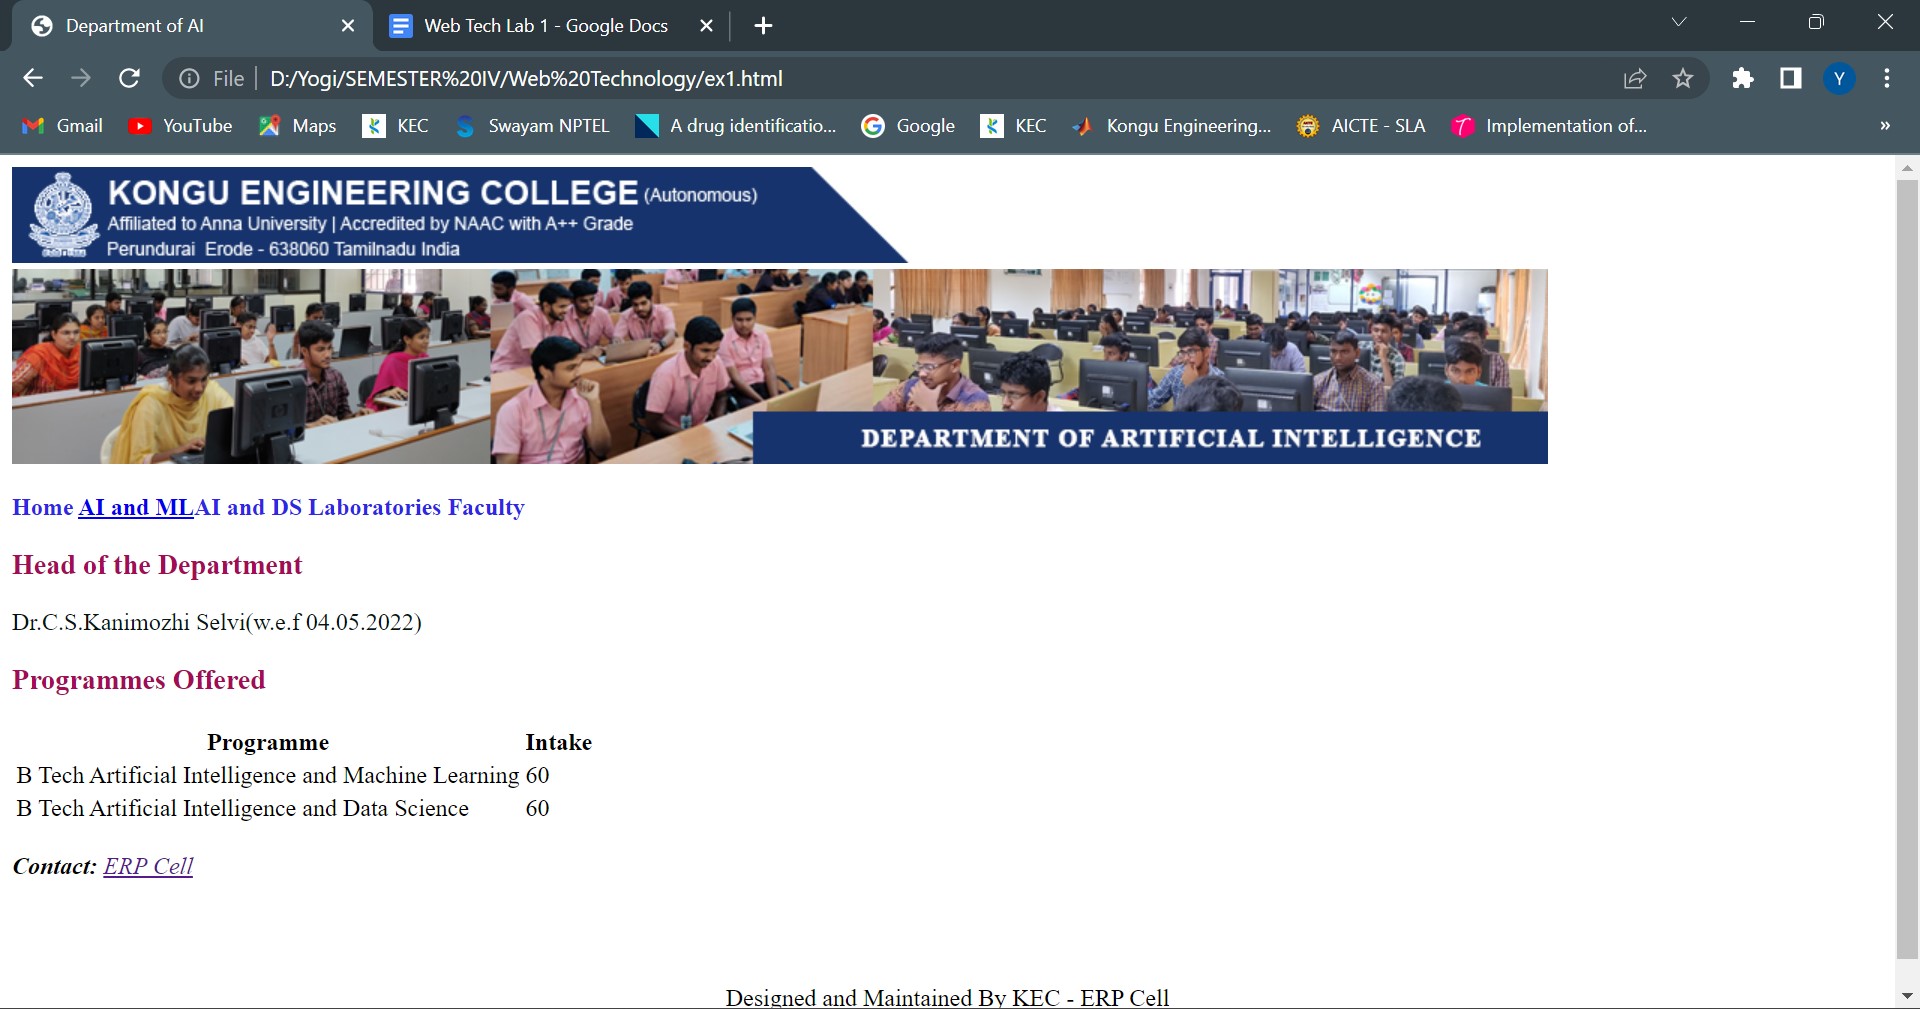 Department of AI
Web Tech Lab 1 - Google Docs
File D:/Yogi/SEMESTER%20IV/Web%20Technology/ex1.html
Y
Gmail YouTube Maps KEC Swayam NPTEL A drug identificatio... Google KEC Kongu Engineering... AICTE - SLA Implementation of... »
KONGU ENGINEERING COLLEGE (Autonomous)
Affiliated to Anna University | Accredited by NAAC with A++ Grade
Perundurai Erode - 638060 Tamilnadu India
DEPARTMENT OF ARTIFICIAL INTELLIGENCE
Home AI and MLAI and DS Laboratories Faculty
Head of the Department
Dr.C.S.Kanimozhi Selvi(w.e.f 04.05.2022)
Programmes Offered
Programme Intake
B Tech Artificial Intelligence and Machine Learning 60
B Tech Artificial Intelligence and Data Science 60
Contact: ERP Cell
Designed and Maintained By KEC - ERP Cell